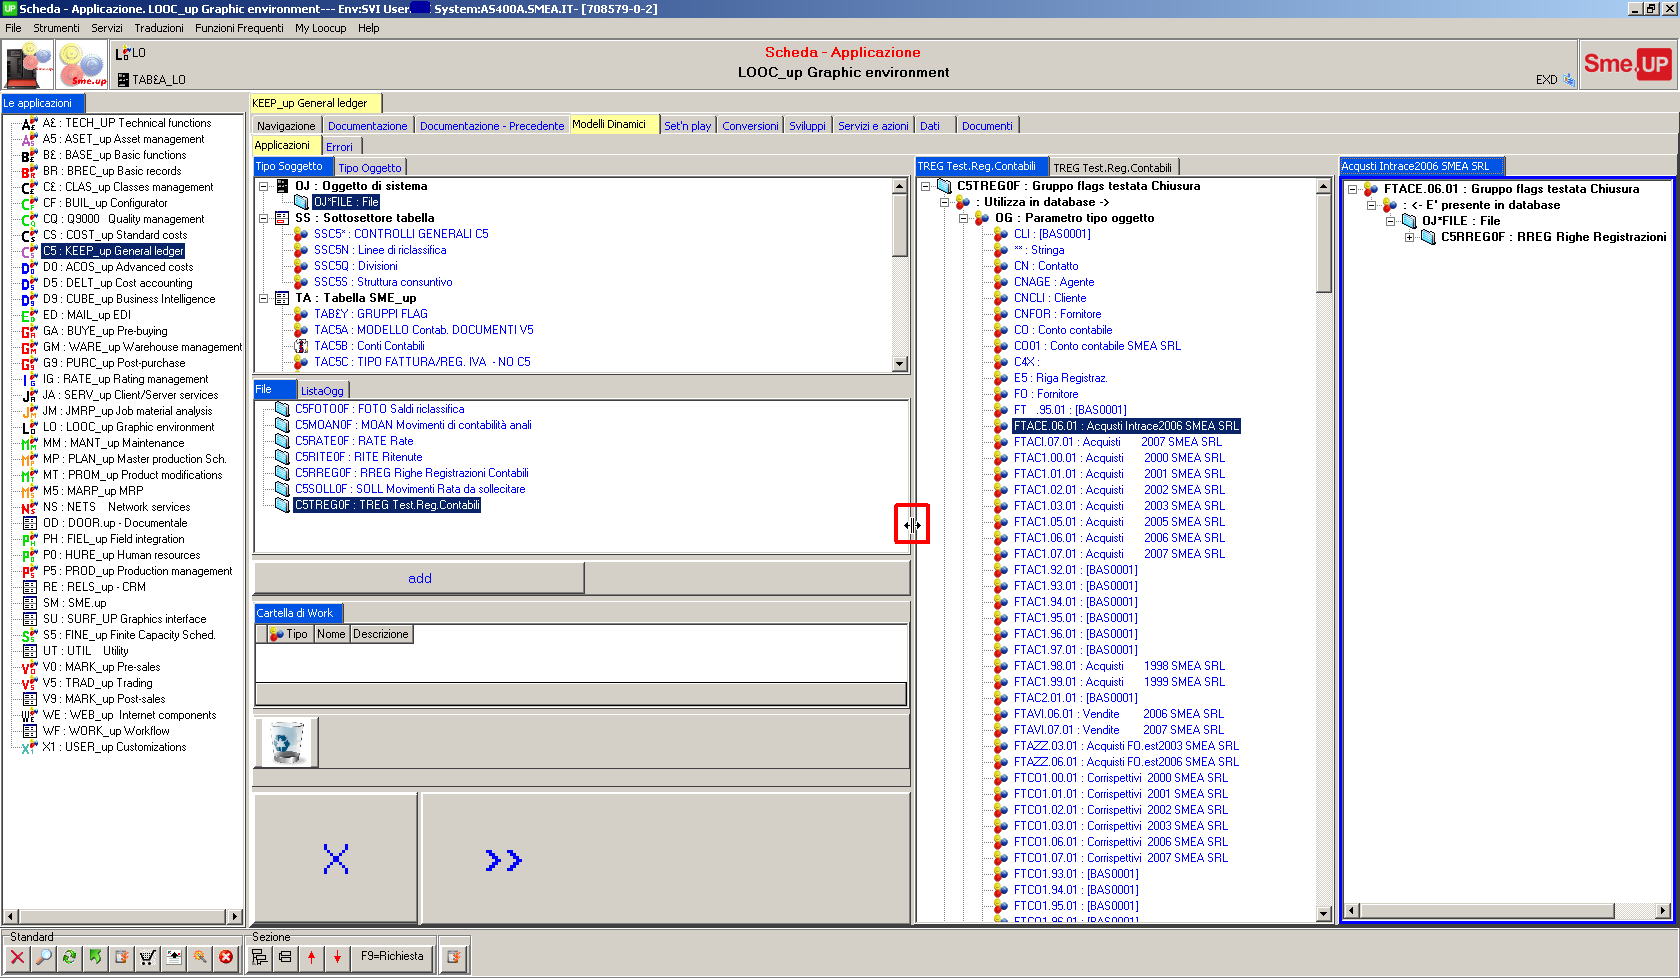 Scheda - Applicazione. LOOC_up Graphic environment--- Env:SVI User: System:AS400A.SMEA.IT- [708579-0-2]
File Strumenti Servizi Traduzioni Funzioni Frequenti My Loocup Help
LO
TAB£A_LO
Scheda - Applicazione
LOOC_up Graphic environment
EXD
Sme.UP
Le applicazioni
A£ : TECH_UP Technical functions
A5 : ASET_up Asset management
B£ : BASE_up Basic functions
BR : BREC_up Basic records
C£ : CLAS_up Classes management
CF : BUIL_up Configurator
CQ : Q9000 Quality management
CS : COST_up Standard costs
C5 : KEEP_up General ledger
D0 : ACOS_up Advanced costs
D5 : DELT_up Cost accounting
D9 : CUBE_up Business Intelligence
ED : MAIL_up EDI
GA : BUYE_up Pre-buying
GM : WARE_up Warehouse management
G9 : PURC_up Post-purchase
IG : RATE_up Rating management
JA : SERV_up Client/Server services
JM : JMRP_up Job material analysis
LO : LOOC_up Graphic environment
MM : MANT_up Maintenance
MP : PLAN_up Master production Sch.
MT : PROM_up Product modifications
M5 : MARP_up MRP
NS : NETS Network services
OD : DOOR.up - Documentale
PH : FIEL_up Field integration
P0 : HURE_up Human resources
P5 : PROD_up Production management
RE : RELS_up - CRM
SM : SME.up
SU : SURF_UP Graphics interface
S5 : FINE_up Finite Capacity Sched.
UT : UTIL Utility
V0 : MARK_up Pre-sales
V5 : TRAD_up Trading
V9 : MARK_up Post-sales
WE : WEB_up Internet components
WF : WORK_up Workflow
X1 : USER_up Customizations
KEEP_up General ledger
Navigazione Documentazione Documentazione - Precedente Modelli Dinamici Set'n play Conversioni Sviluppi Servizi e azioni Dati Documenti
Applicazioni Errori
Tipo Soggetto Tipo Oggetto
OJ : Oggetto di sistema
OJ*FILE : File
SS : Sottosettore tabella
SSC5* : CONTROLLI GENERALI C5
SSC5N : Linee di riclassifica
SSC5Q : Divisioni
SSC5S : Struttura consuntivo
TA : Tabella SME_up
TAB£Y : GRUPPI FLAG
TAC5A : MODELLO Contab. DOCUMENTI V5
TAC5B : Conti Contabili
TAC5C : TIPO FATTURA/REG. IVA - NO C5
File ListaOgg
C5FOTO0F : FOTO Saldi riclassifica
C5MOAN0F : MOAN Movimenti di contabilità anali
C5RATE0F : RATE Rate
C5RITE0F : RITE Ritenute
C5RREG0F : RREG Righe Registrazioni Contabili
C5SOLL0F : SOLL Movimenti Rata da sollecitare
C5TREG0F : TREG Test.Reg.Contabili
add
Cartella di Work
Tipo Nome Descrizione
X >>
TREG Test.Reg.Contabili TREG Test.Reg.Contabili
C5TREG0F : Gruppo flags testata Chiusura
: Utilizza in database ->
OG : Parametro tipo oggetto
CLI : [BAS0001]
** : Stringa
CN : Contatto
CNAGE : Agente
CNCLI : Cliente
CNFOR : Fornitore
CO : Conto contabile
CO01 : Conto contabile SMEA SRL
C4X :
E5 : Riga Registraz.
FO : Fornitore
FT .95.01 : [BAS0001]
FTACE.06.01 : Acqusti Intrace2006 SMEA SRL
FTACI.07.01 : Acquisti 2007 SMEA SRL
FTAC1.00.01 : Acquisti 2000 SMEA SRL
FTAC1.01.01 : Acquisti 2001 SMEA SRL
FTAC1.02.01 : Acquisti 2002 SMEA SRL
FTAC1.03.01 : Acquisti 2003 SMEA SRL
FTAC1.05.01 : Acquisti 2005 SMEA SRL
FTAC1.06.01 : Acquisti 2006 SMEA SRL
FTAC1.07.01 : Acquisti 2007 SMEA SRL
FTAC1.92.01 : [BAS0001]
FTAC1.93.01 : [BAS0001]
FTAC1.94.01 : [BAS0001]
FTAC1.95.01 : [BAS0001]
FTAC1.96.01 : [BAS0001]
FTAC1.97.01 : [BAS0001]
FTAC1.98.01 : Acquisti 1998 SMEA SRL
FTAC1.99.01 : Acquisti 1999 SMEA SRL
FTAC2.01.01 : [BAS0001]
FTAVI.06.01 : Vendite 2006 SMEA SRL
FTAVI.07.01 : Vendite 2007 SMEA SRL
FTAZZ.03.01 : Acquisti FO.est2003 SMEA SRL
FTAZZ.06.01 : Acquisti FO.est2006 SMEA SRL
FTCO1.00.01 : Corrispettivi 2000 SMEA SRL
FTCO1.01.01 : Corrispettivi 2001 SMEA SRL
FTCO1.02.01 : Corrispettivi 2002 SMEA SRL
FTCO1.03.01 : Corrispettivi 2003 SMEA SRL
FTCO1.06.01 : Corrispettivi 2006 SMEA SRL
FTCO1.07.01 : Corrispettivi 2007 SMEA SRL
FTCO1.93.01 : [BAS0001]
FTCO1.94.01 : [BAS0001]
FTCO1.95.01 : [BAS0001]
FTCO1.96.01 : [BAS0001]
Acqusti Intrace2006 SMEA SRL
FTACE.06.01 : Gruppo flags testata Chiusura
: <- E' presente in database
OJ*FILE : File
C5RREG0F : RREG Righe Registrazioni
Standard
Sezione
F9=Richiesta